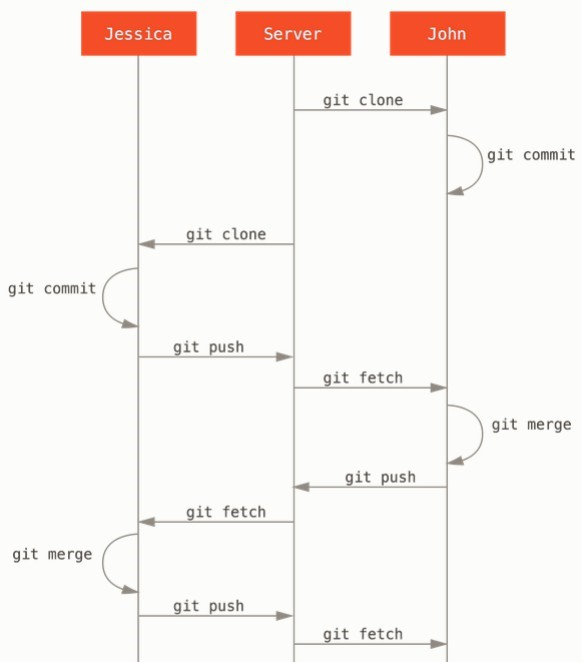 Jessica
Server
John
git clone
git commit
git clone
git commit
git push
git fetch
git merge
git push
git fetch
git merge
git push
git fetch